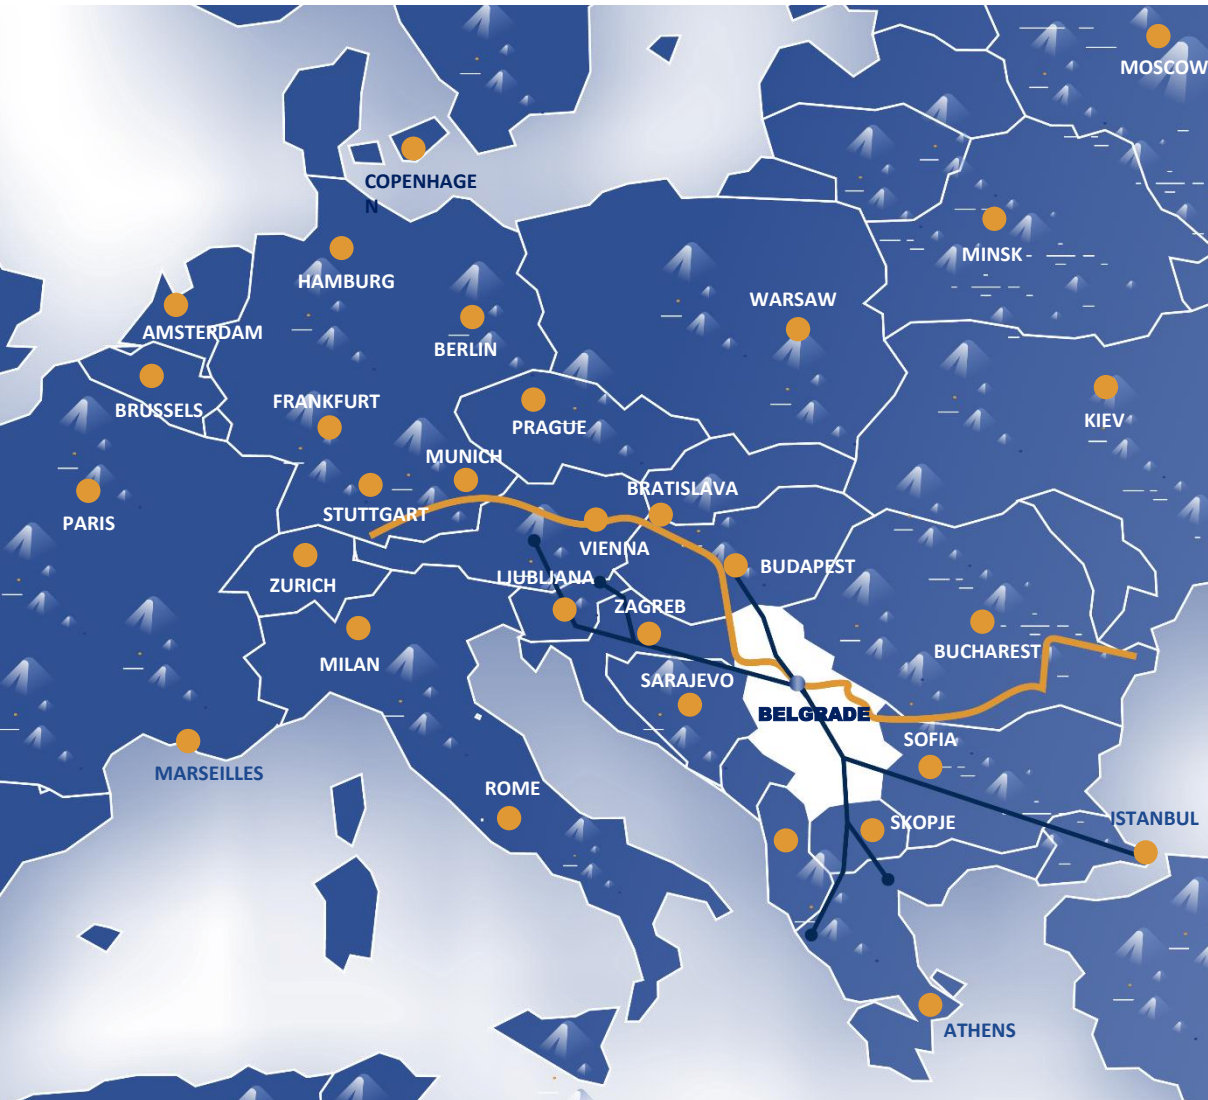 MOSCOW
COPENHAGE
N
MINSK
HAMBURG
WARSAW
AMSTERDAM
BERLIN
FRANKFURT
BRUSSELS
KIEV
PRAGUE
MUNICH
BRATISLAVA
PARIS
STUTTGART
VIENNA
BUDAPEST
LJUBLJANA
ZURICH
ZAGREB
BUCHAREST
MILAN
SARAJEVO
BELGRADE
SOFIA
MARSEILLES
ROME
ISTANBUL
SKOPJE
ATHENS